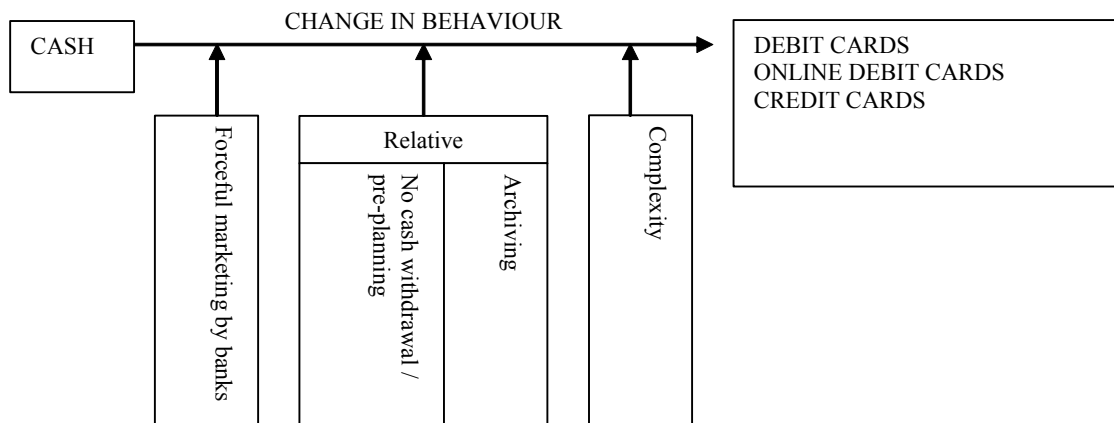 CHANGE IN BEHAVIOUR
CASH
DEBIT CARDS
ONLINE DEBIT CARDS
CREDIT CARDS
Forceful marketing by banks
Relative
No cash withdrawal /
pre-planning
Archiving
Complexity